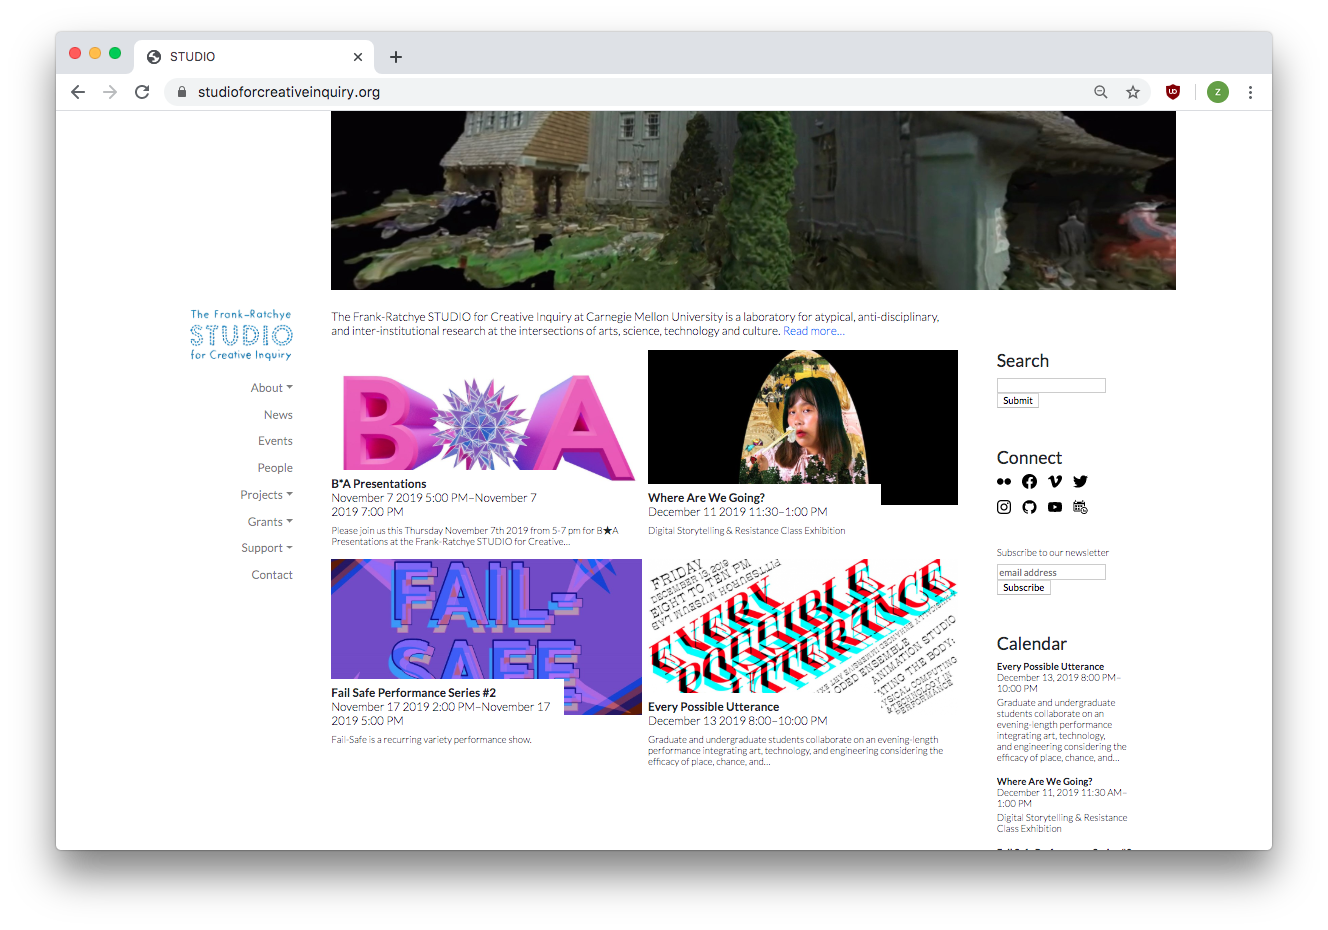 STUDIO
studioforcreativeinquiry.org
Z
The Frank-Ratchye
STUDIO
for Creative Inquiry
About
News
Events
People
Projects
Grants
Support
Contact
The Frank-Ratchye STUDIO for Creative Inquiry at Carnegie Mellon University is a laboratory for atypical, anti-disciplinary,
and inter-institutional research at the intersections of arts, science, technology and culture. Read more...
B A
B*A Presentations
November 7 2019 5:00 PM–November 7
2019 7:00 PM
Please join us this Thursday November 7th 2019 from 5-7 pm for B★A
Presentations at the Frank-Ratchye STUDIO for Creative...
Where Are We Going?
December 11 2019 11:30–1:00 PM
Digital Storytelling & Resistance Class Exhibition
FAIL-
SAFE
Fail Safe Performance Series #2
November 17 2019 2:00 PM–November 17
2019 5:00 PM
Fail-Safe is a recurring variety performance show.
FRIDAY
DECEMBER 13, 2019
EIGHT TO TEN PM
PITTSBURGH MUSEUM LAB
EVERY
POSSIBLE
UTTERANCE
ODED ENSEMBLE
ANIMATION STUDIO
ATING THE BODY:
YSICAL COMPUTING
& TECHNOLOGY IN
PERFORMANCE
Every Possible Utterance
December 13 2019 8:00–10:00 PM
Graduate and undergraduate students collaborate on an evening-length
performance integrating art, technology, and engineering considering the
efficacy of place, chance, and...
Search
Submit
Connect
Subscribe to our newsletter
email address
Subscribe
Calendar
Every Possible Utterance
December 13, 2019 8:00 PM–
10:00 PM
Graduate and undergraduate
students collaborate on an
evening-length performance
integrating art, technology,
and engineering considering the
efficacy of place, chance, and...
Where Are We Going?
December 11, 2019 11:30 AM–
1:00 PM
Digital Storytelling & Resistance
Class Exhibition